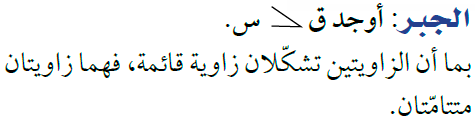 الجبر: أوجد ق∠ س.
بما أن الزاويتين تشكّلان زاوية قائمة، فهما زاويتان
متتامّتان.